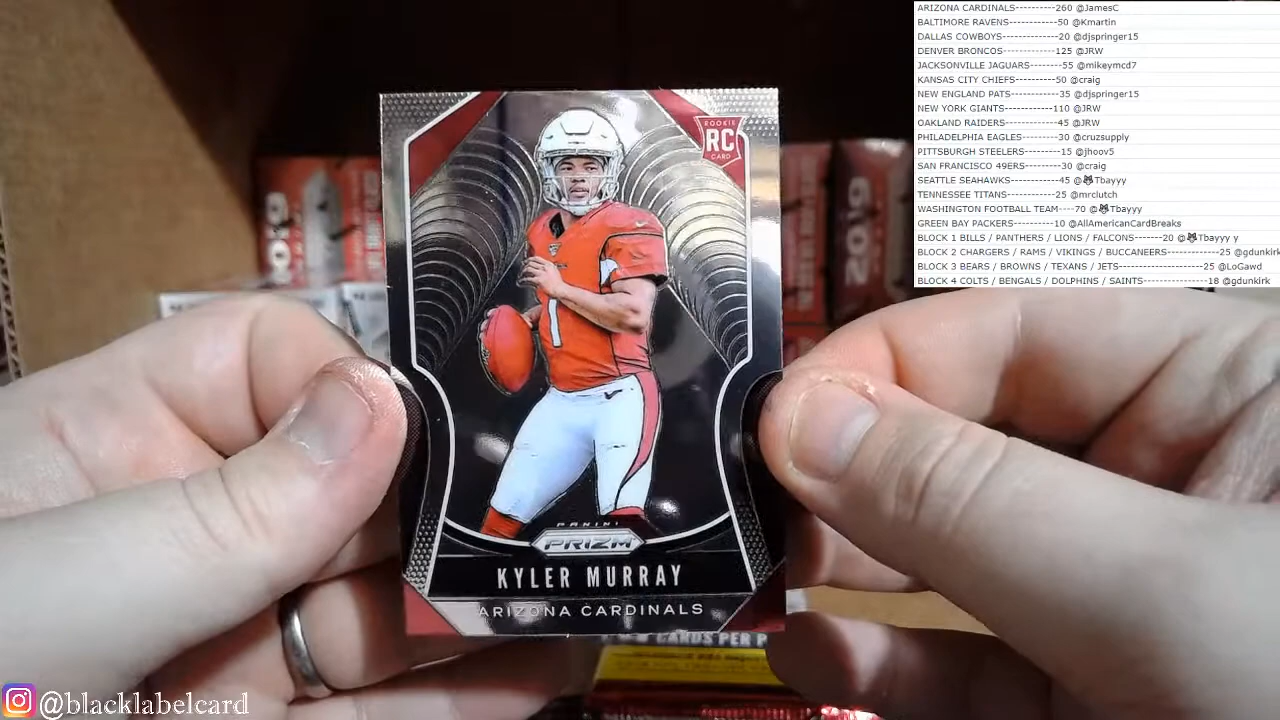 ARIZONA CARDINALS----------260 @JamesC
BALTIMORE RAVENS------------50 @Kmartin
DALLAS COWBOYS--------------20 @djspringer15
DENVER BRONCOS-----------125 @JRW
JACKSONVILLE JAGUARS--------55 @mikeymcd7
KANSAS CITY CHIEFS-----------50 @craig
NEW ENGLAND PATS-----------35 @djspringer15
NEW YORK GIANTS-----------110 @JRW
OAKLAND RAIDERS------------45 @JRW
PHILADELPHIA EAGLES---------30 @cruzsupply
PITTSBURGH STEELERS--------15 @jhoov5
SAN FRANCISCO 49ERS--------30 @craig
SEATTLE SEAHAWKS-----------45 @😼Tbayyy
TENNESSEE TITANS------------25 @mrclutch
WASHINGTON FOOTBALL TEAM----70 @😼Tbayyy
GREEN BAY PACKERS----------10 @AllAmericanCardBreaks
BLOCK 1 BILLS / PANTHERS / LIONS / FALCONS-------20 @😼Tbayyy y
BLOCK 2 CHARGERS / RAMS / VIKINGS / BUCCANEERS-------------25 @gdunkirk
BLOCK 3 BEARS / BROWNS / TEXANS / JETS---------------------25 @LoGawd
BLOCK 4 COLTS / BENGALS / DOLPHINS / SAINTS----------------18 @gdunkirk
ROOKIE
RC
CARD
2019
1
PANINI
PRIZM
KYLER MURRAY
ARIZONA CARDINALS
CARDS PER P
@blacklabelcard